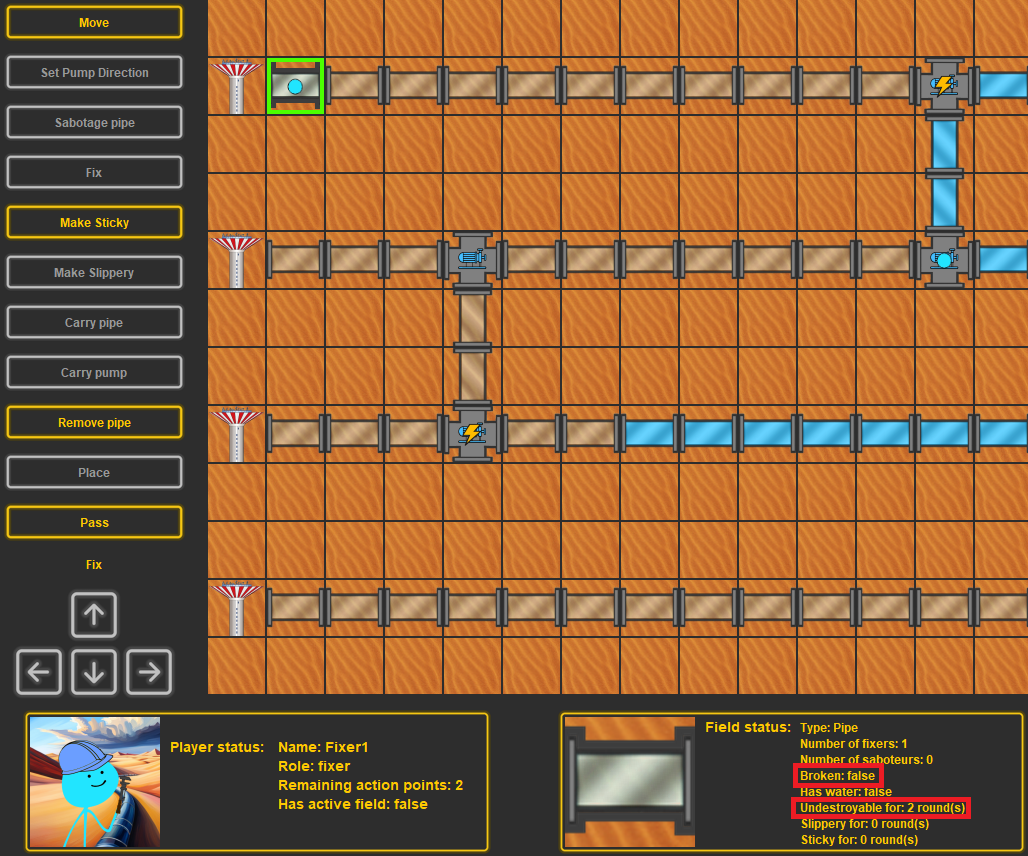 Move
Set Pump Direction
Sabotage pipe
Fix
Make Sticky
Make Slippery
Carry pipe
Carry pump
Remove pipe
Place
Pass
Fix
Player status:
Name: Fixer1
Role: fixer
Remaining action points: 2
Has active field: false
Field status:
Type: Pipe
Number of fixers: 1
Number of saboteurs: 0
Broken: false
Has water: false
Undestroyable for: 2 round(s)
Slippery for: 0 round(s)
Sticky for: 0 round(s)